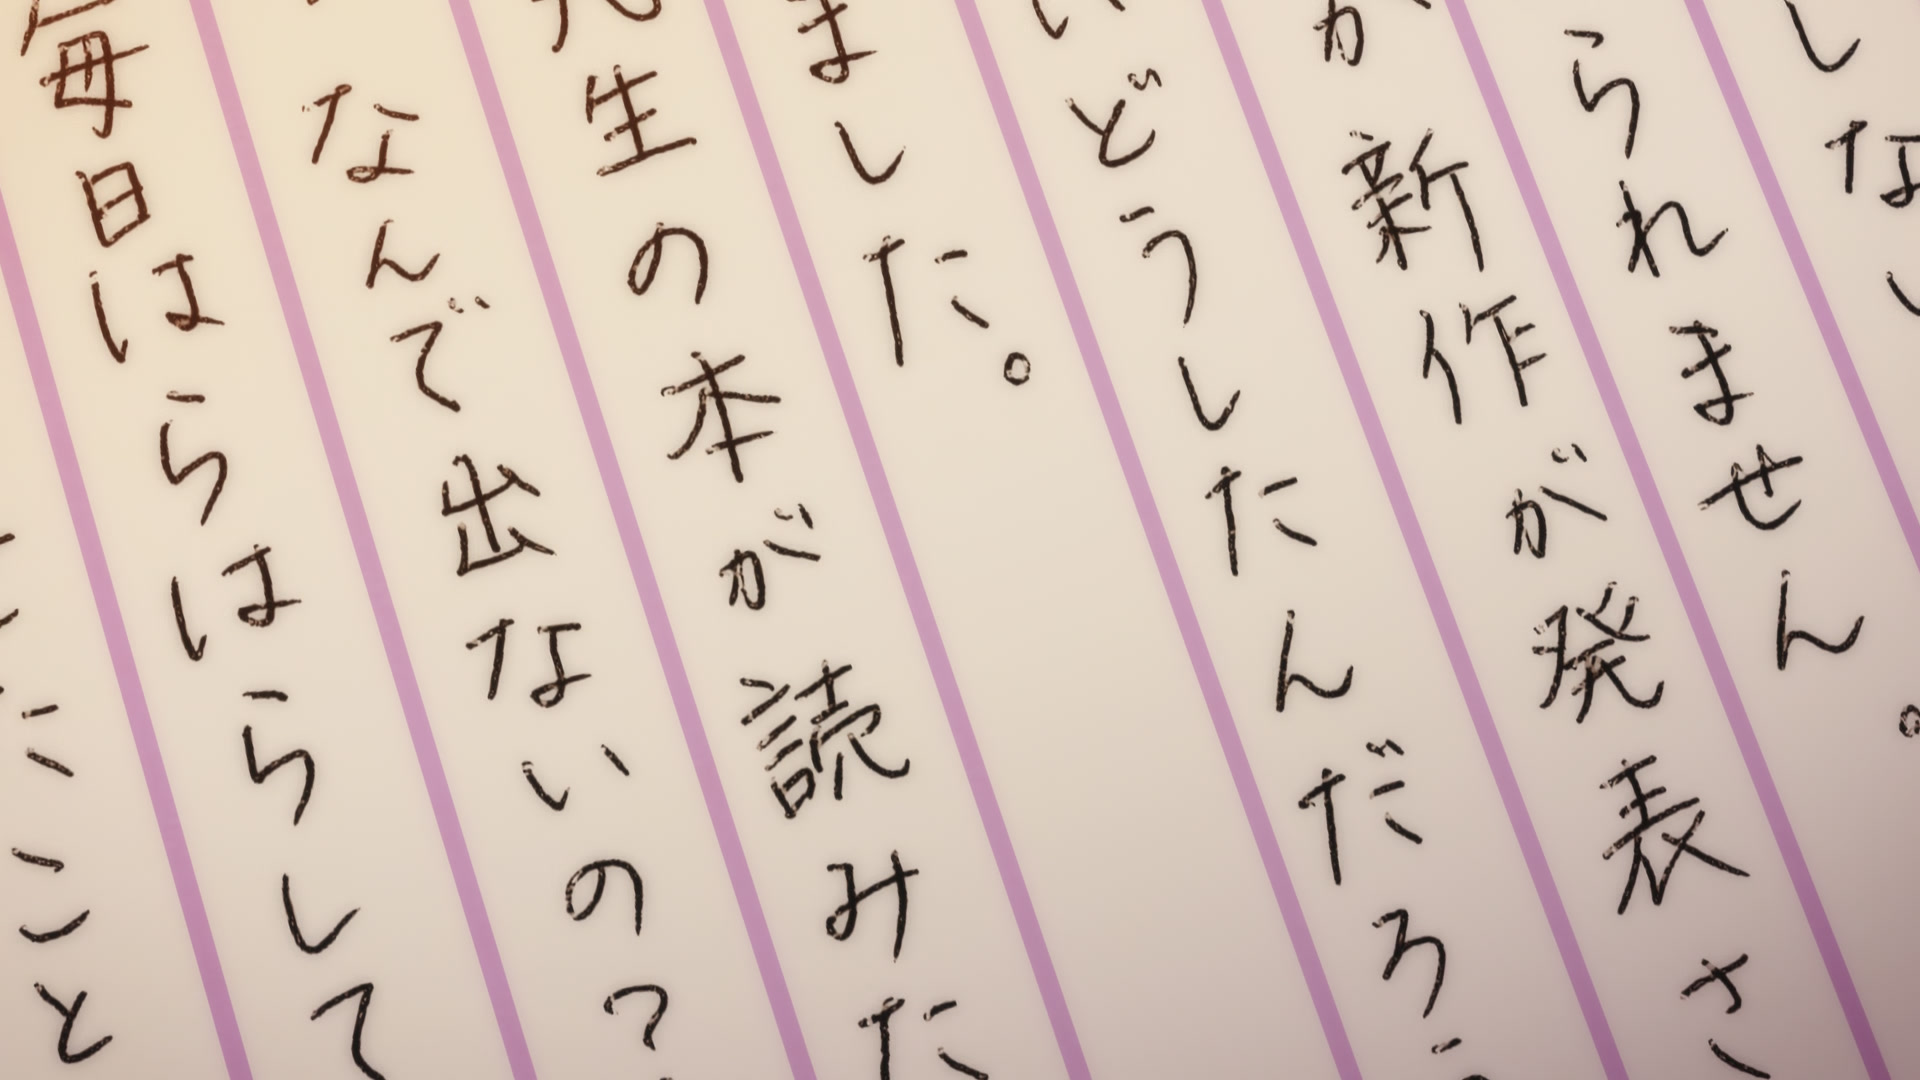 しない
られません。
が新作が発表さ
いどうしたんだろう
ました。
先生の本が読みた
なんで出ないの?
毎日はらはらして
こと